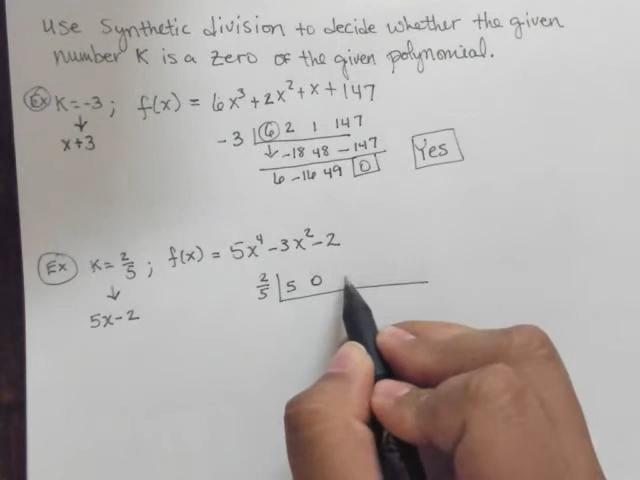 Use Synthetic division to decide whether the given
number K is a zero of the given polynomial.
Ex K=-3; f(x) = 6x³+2x²+x+147
↓
x+3
-3 6 2 1 147
↓ -18 48 -147
6 -16 49 0
Yes
Ex K=2/5; f(x) = 5x⁴-3x²-2
↓
5x-2
2/5 5 0